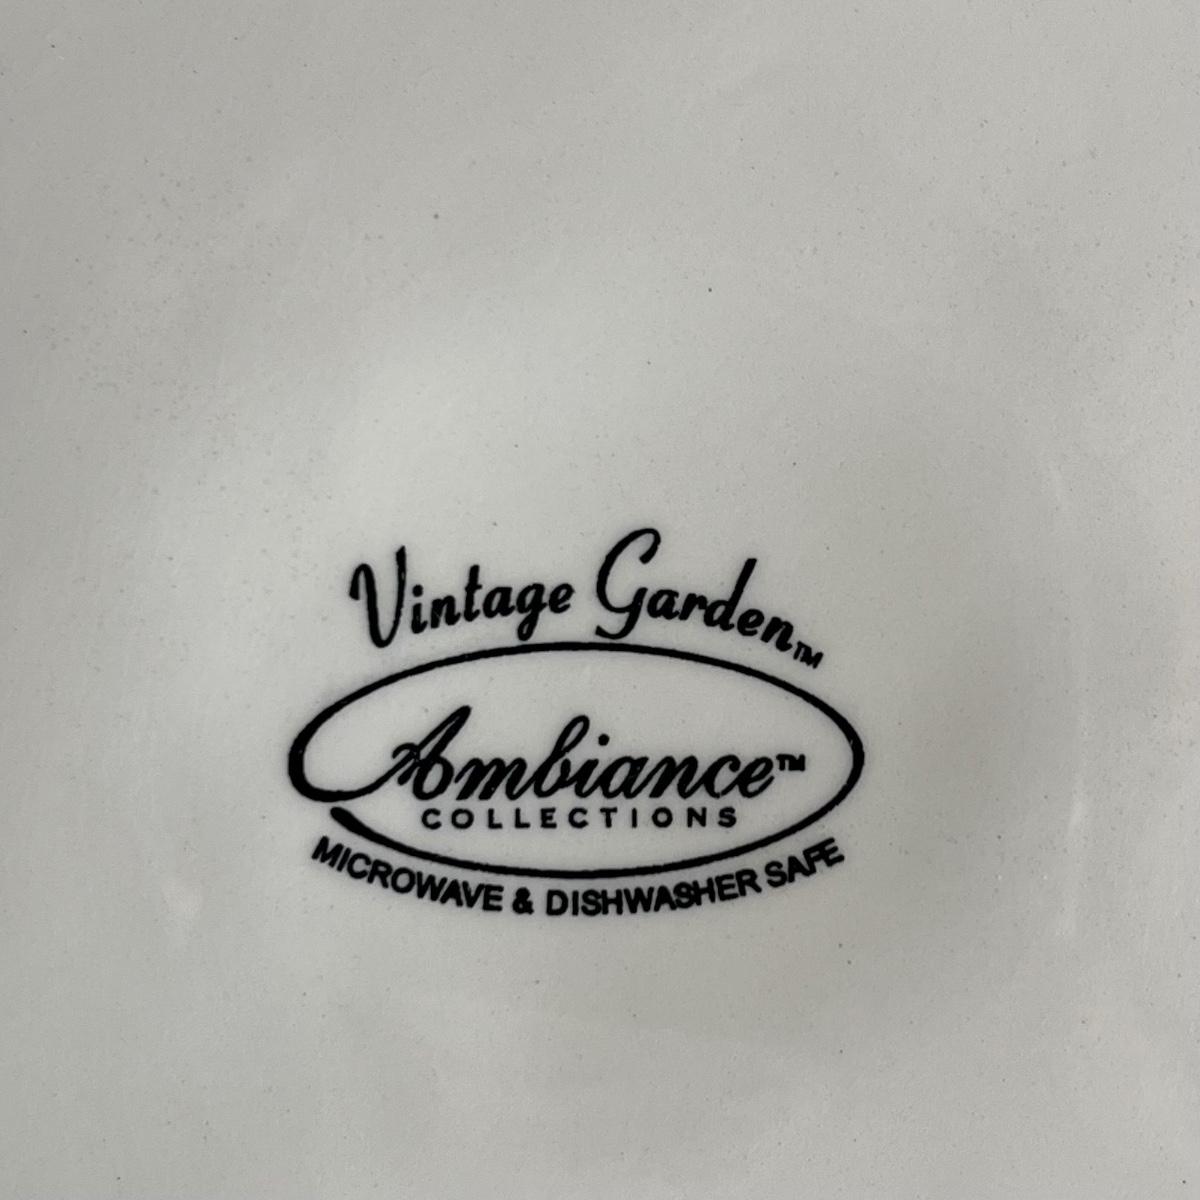 Vintage Garden™
Ambiance™
COLLECTIONS
MICROWAVE & DISHWASHER SAFE